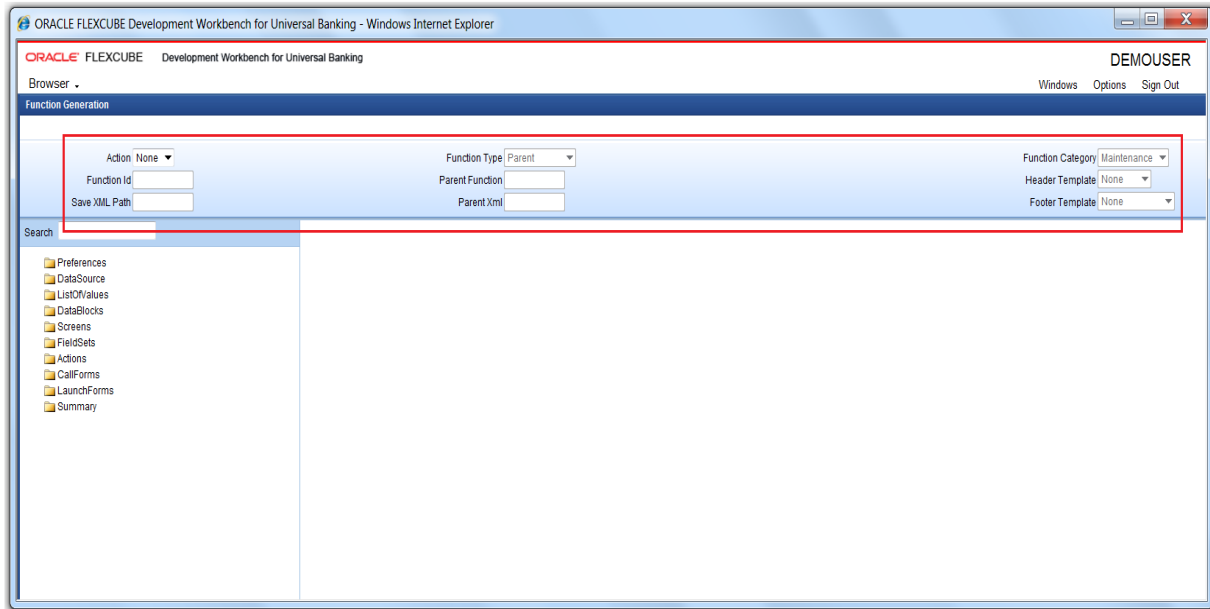 ORACLE FLEXCUBE Development Workbench for Universal Banking - Windows Internet Explorer
ORACLE FLEXCUBE Development Workbench for Universal Banking
DEMOUSER
Browser
Windows Options Sign Out
Function Generation
Action None Function Type Parent Function Category Maintenance
Function Id Parent Function Header Template None
Save XML Path Parent Xml Footer Template None
Search
Preferences
DataSource
ListOfValues
DataBlocks
Screens
FieldSets
Actions
CallForms
LaunchForms
Summary